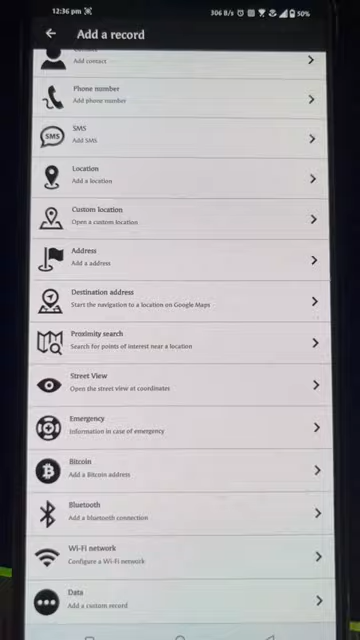 12:36 pm
306 B/s
50%
Add a record
Contact
Add contact
Phone number
Add phone number
SMS
SMS
Add SMS
Location
Add a location
Custom location
Open a custom location
Address
Add a address
Destination address
Start the navigation to a location on Google Maps
Proximity search
Search for points of interest near a location
Street View
Open the street view at coordinates
Emergency
Information in case of emergency
Bitcoin
Add a Bitcoin address
Bluetooth
Add a bluetooth connection
Wi-Fi network
Configure a Wi-Fi network
Data
Add a custom record